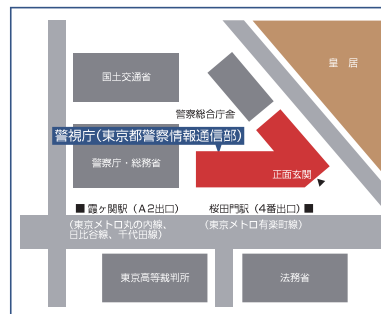 皇 居
国土交通省
警察総合庁舎
警視庁(東京都警察情報通信部)
警察庁・総務省
正面玄関
■ 霞ヶ関駅（A2出口）
(東京メトロ丸の内線、
日比谷線、千代田線)
桜田門駅（4番出口）■
(東京メトロ有楽町線)
東京高等裁判所
法務省